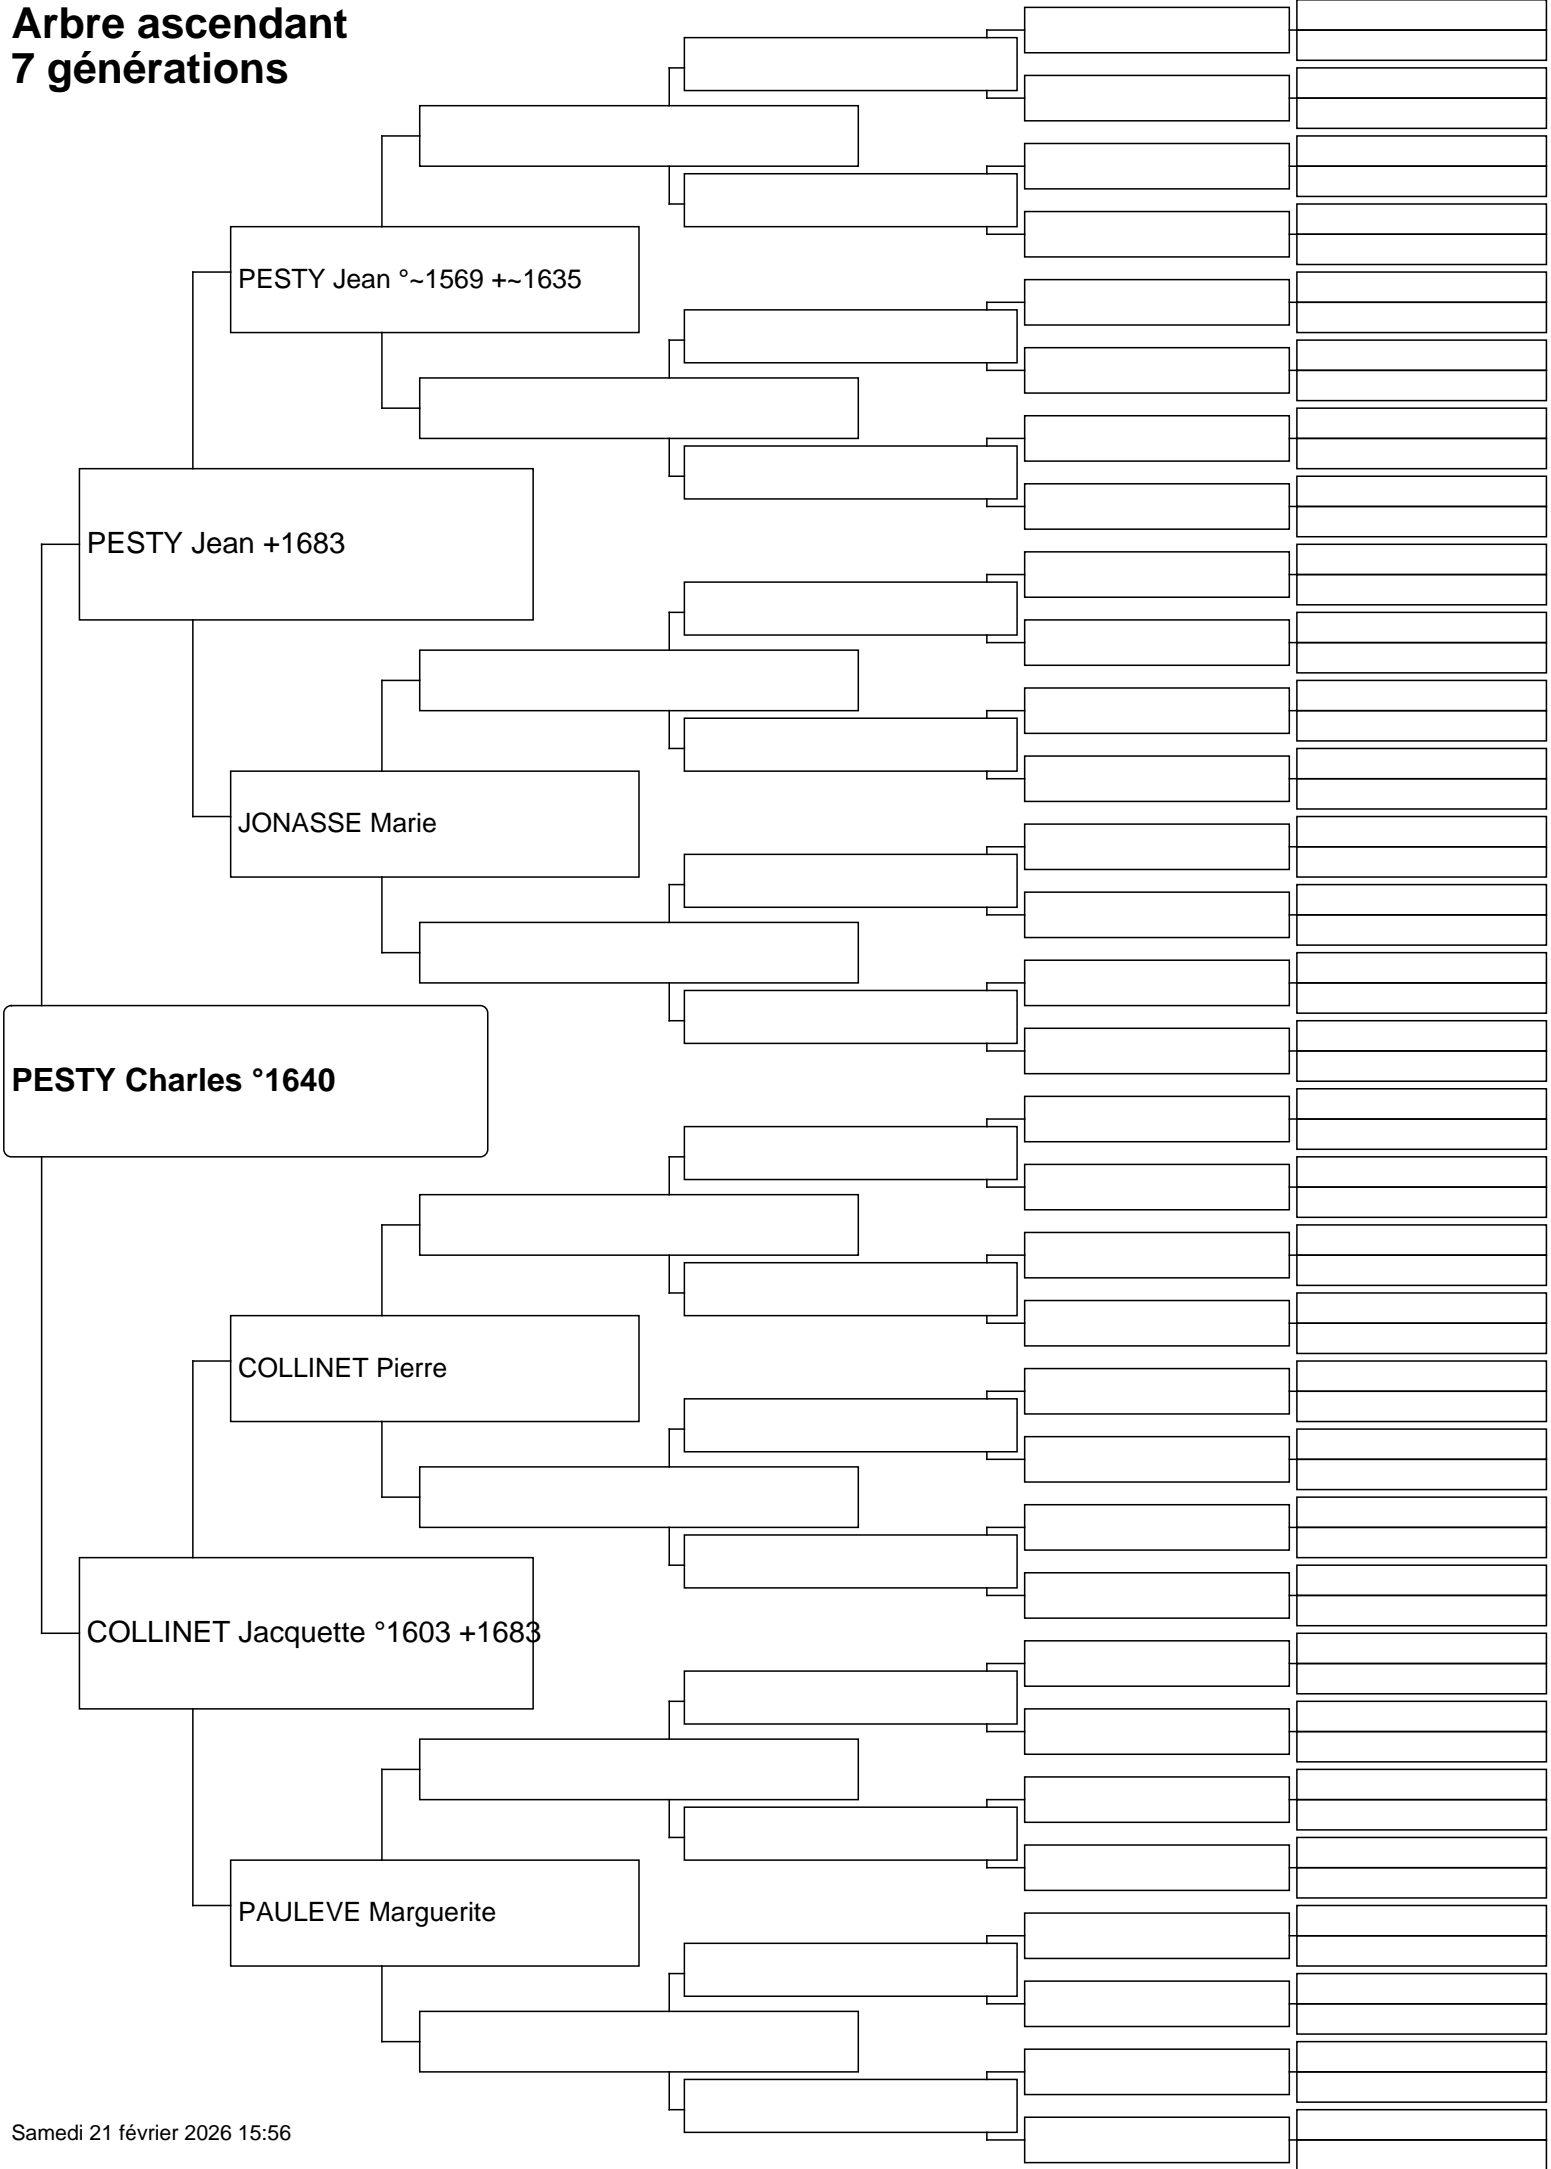 Arbre ascendant
7 générations
PESTY Jean °~1569 +~1635
PESTY Jean +1683
JONASSE Marie
PESTY Charles °1640
COLLINET Pierre
COLLINET Jacquette °1603 +1683
PAULEVE Marguerite
Samedi 21 février 2026 15:56